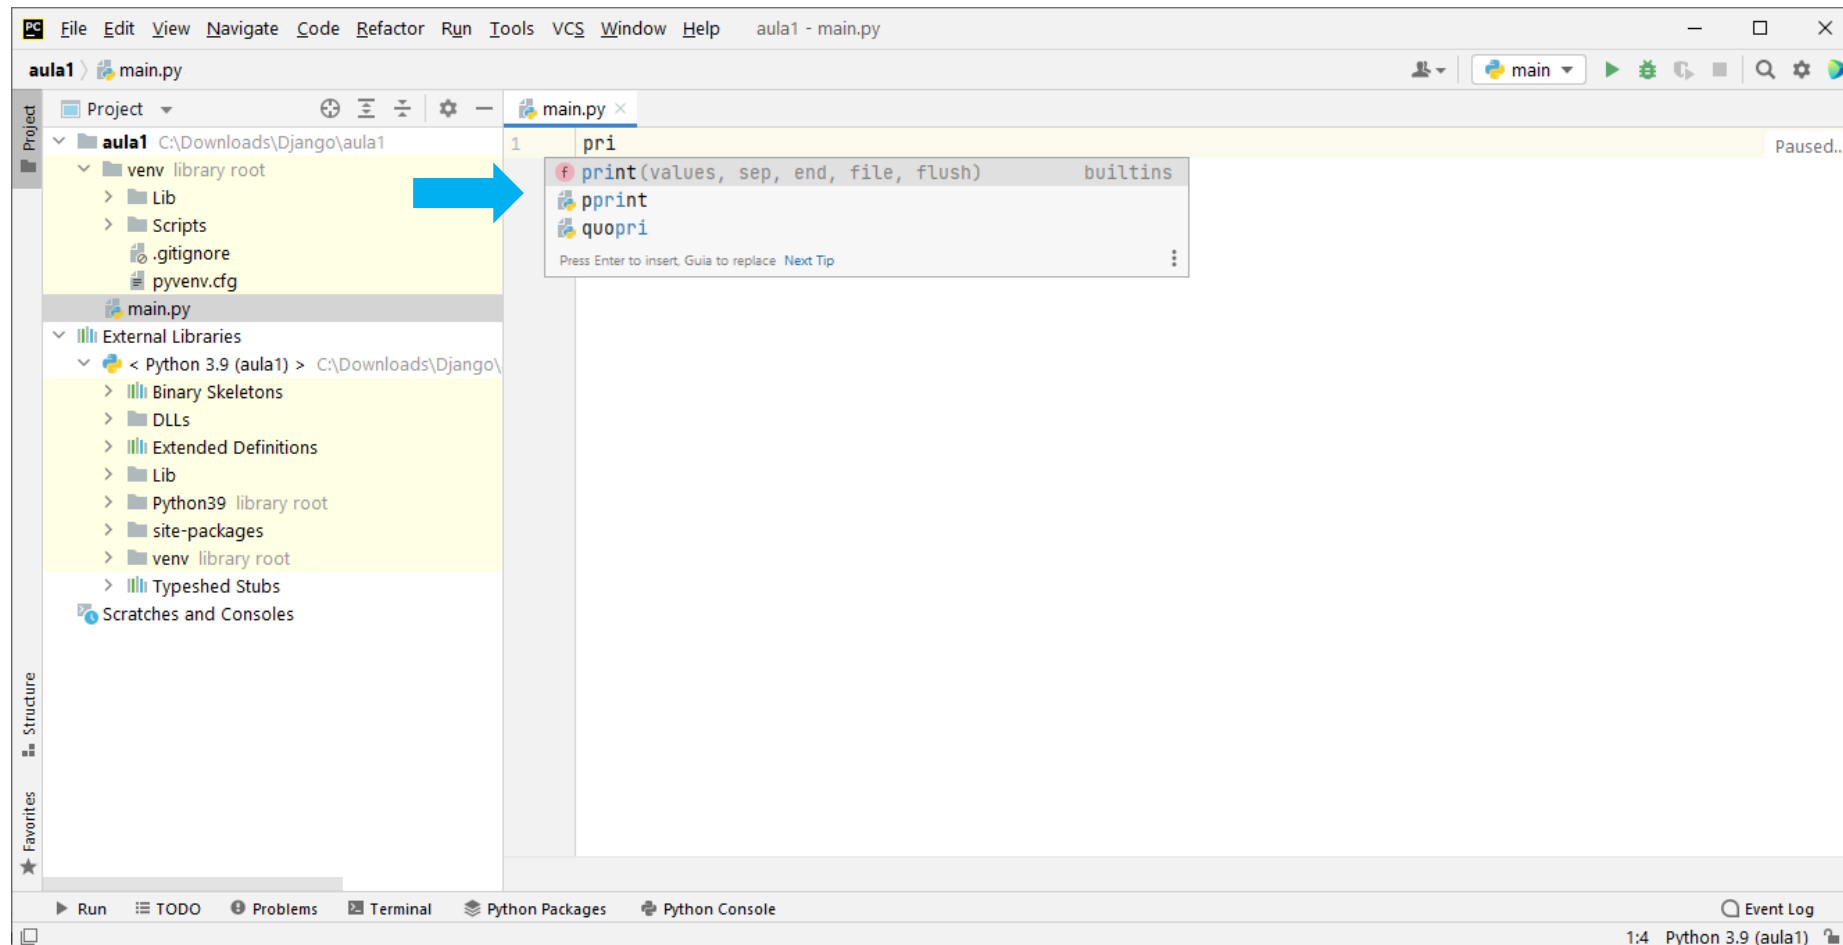 PC File Edit View Navigate Code Refactor Run Tools VCS Window Help aula1 - main.py
aula1 main.py main
Project
Project
main.py
aula1 C:\Downloads\Django\aula1
venv library root
Lib
Scripts
.gitignore
pyvenv.cfg
main.py
External Libraries
< Python 3.9 (aula1) > C:\Downloads\Django\
Binary Skeletons
DLLs
Extended Definitions
Lib
Python39 library root
site-packages
venv library root
Typeshed Stubs
Scratches and Consoles
1 pri
Paused...
f print(values, sep, end, file, flush) builtins
pprint
quopri
Press Enter to insert, Guia to replace Next Tip
Structure
Favorites
Run TODO Problems Terminal Python Packages Python Console Event Log
1:4 Python 3.9 (aula1)